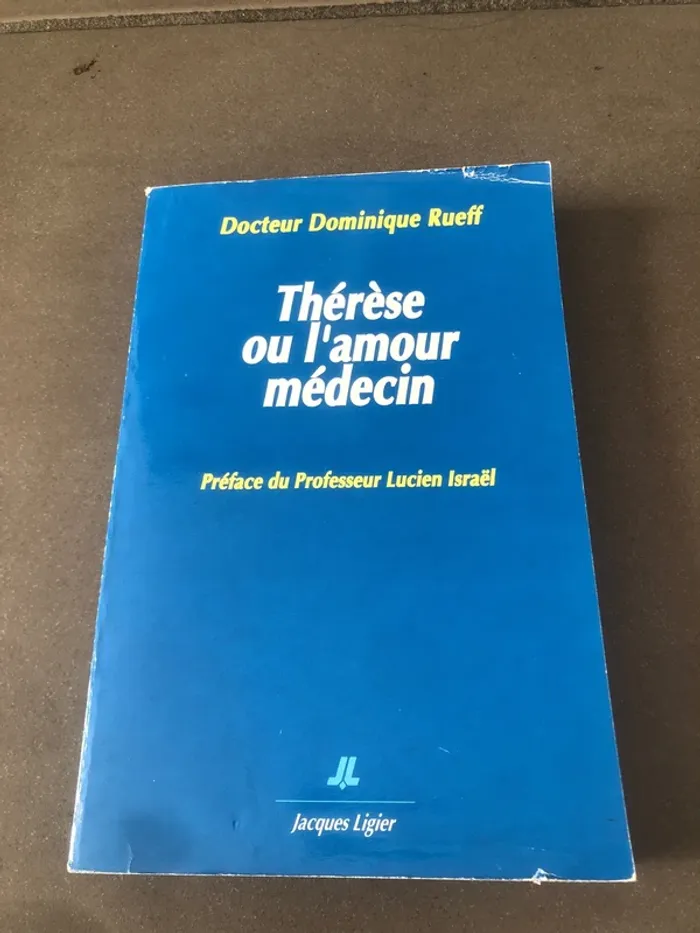 Docteur Dominique Rueff
Thérèse
ou l'amour
médecin
Préface du Professeur Lucien Israël
JL
Jacques Ligier